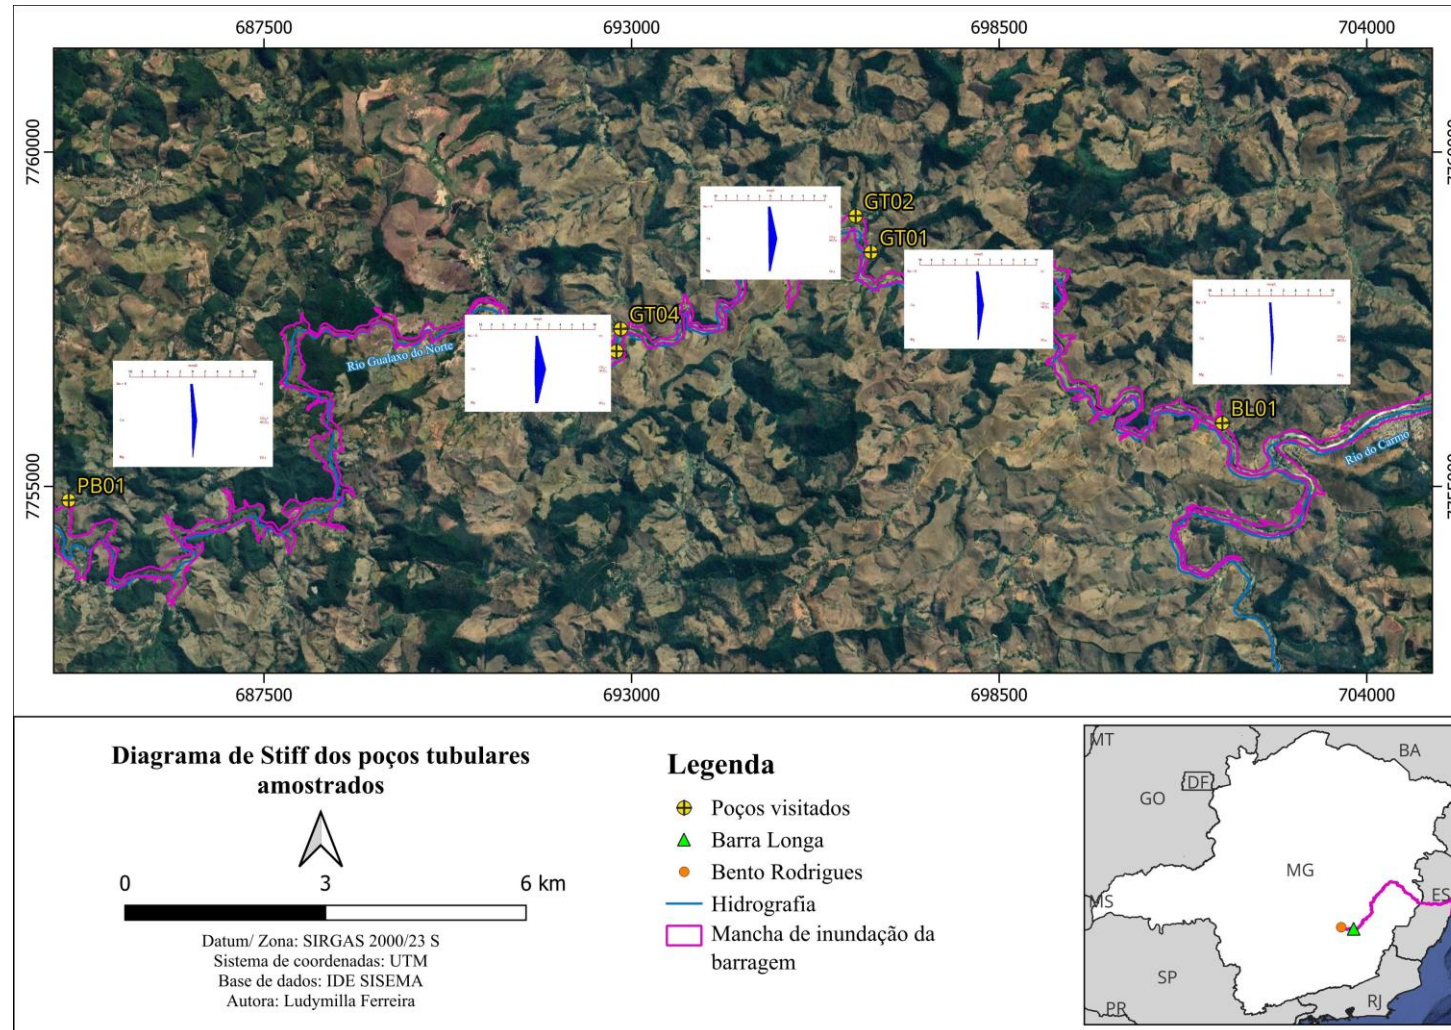 687500
693000
698500
704000
7760000
7760000
GT02
GT01
GT04
Rio Gualaxo do Norte
BL01
Rio do Carmo
PB01
7755000
7755000
687500
693000
698500
704000
Diagrama de Stiff dos poços tubulares
amostrados
0 3 6 km
Datum/ Zona: SIRGAS 2000/23 S
Sistema de coordenadas: UTM
Base de dados: IDE SISEMA
Autora: Ludymilla Ferreira
Legenda
Poços visitados
Barra Longa
Bento Rodrigues
Hidrografia
Mancha de inundação da
barragem
MT
BA
DF
GO
MG
ES
MS
SP
RJ
PR